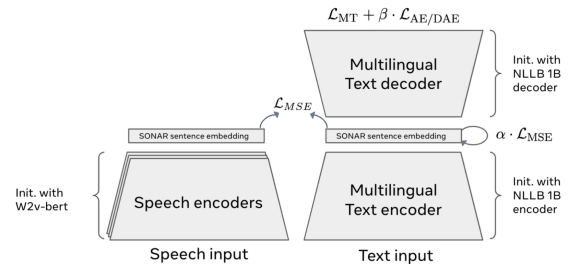 ℒ_MT + β · ℒ_AE/DAE
Multilingual
Text decoder
Init. with
NLLB 1B
decoder
ℒ_MSE
SONAR sentence embedding
SONAR sentence embedding
α · ℒ_MSE
Init. with
W2v-bert
Speech encoders
Multilingual
Text encoder
Init. with
NLLB 1B
encoder
Speech input
Text input